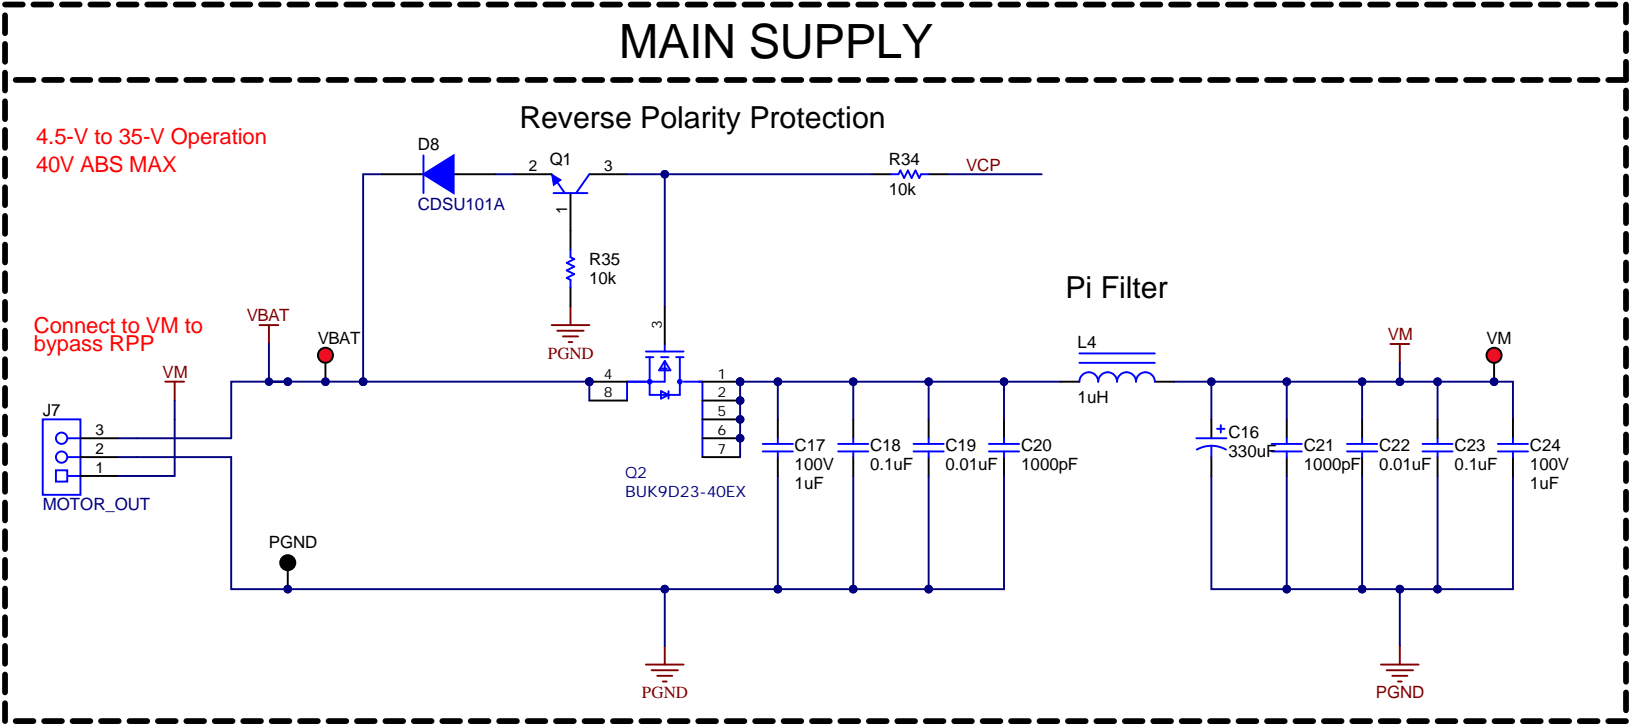 MAIN SUPPLY
Reverse Polarity Protection
4.5-V to 35-V Operation
40V ABS MAX
D8
CDSU101A
2
Q1
3
1
R34
10k
VCP
R35
10k
PGND
Pi Filter
Connect to VM to
bypass RPP
VBAT
VBAT
VM
3
4
8
1
2
5
6
7
Q2
BUK9D23-40EX
L4
1uH
VM
VM
J7
3
2
1
MOTOR_OUT
C17
100V
1uF
C18
0.1uF
C19
0.01uF
C20
1000pF
+
C16
330uF
C21
1000pF
C22
0.01uF
C23
0.1uF
C24
100V
1uF
PGND
PGND
PGND